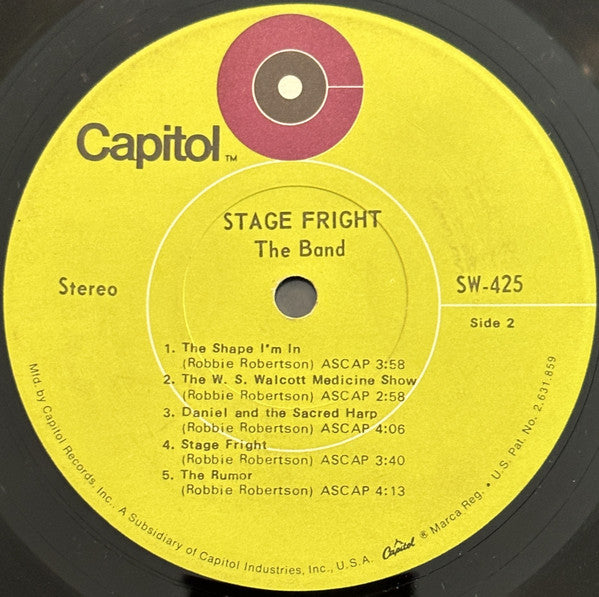 Capitol™
STAGE FRIGHT
The Band
Stereo
SW-425
Side 2
1. The Shape I'm In
(Robbie Robertson) ASCAP 3:58
2. The W. S. Walcott Medicine Show
(Robbie Robertson) ASCAP 2:58
3. Daniel and the Sacred Harp
(Robbie Robertson) ASCAP 4:06
4. Stage Fright
(Robbie Robertson) ASCAP 3:40
5. The Rumor
(Robbie Robertson) ASCAP 4:13
Mfd. by Capitol Records, Inc., A Subsidiary of Capitol Industries, Inc., U.S.A. Capitol ® Marca Reg. • U.S. Pat. No. 2.631.859